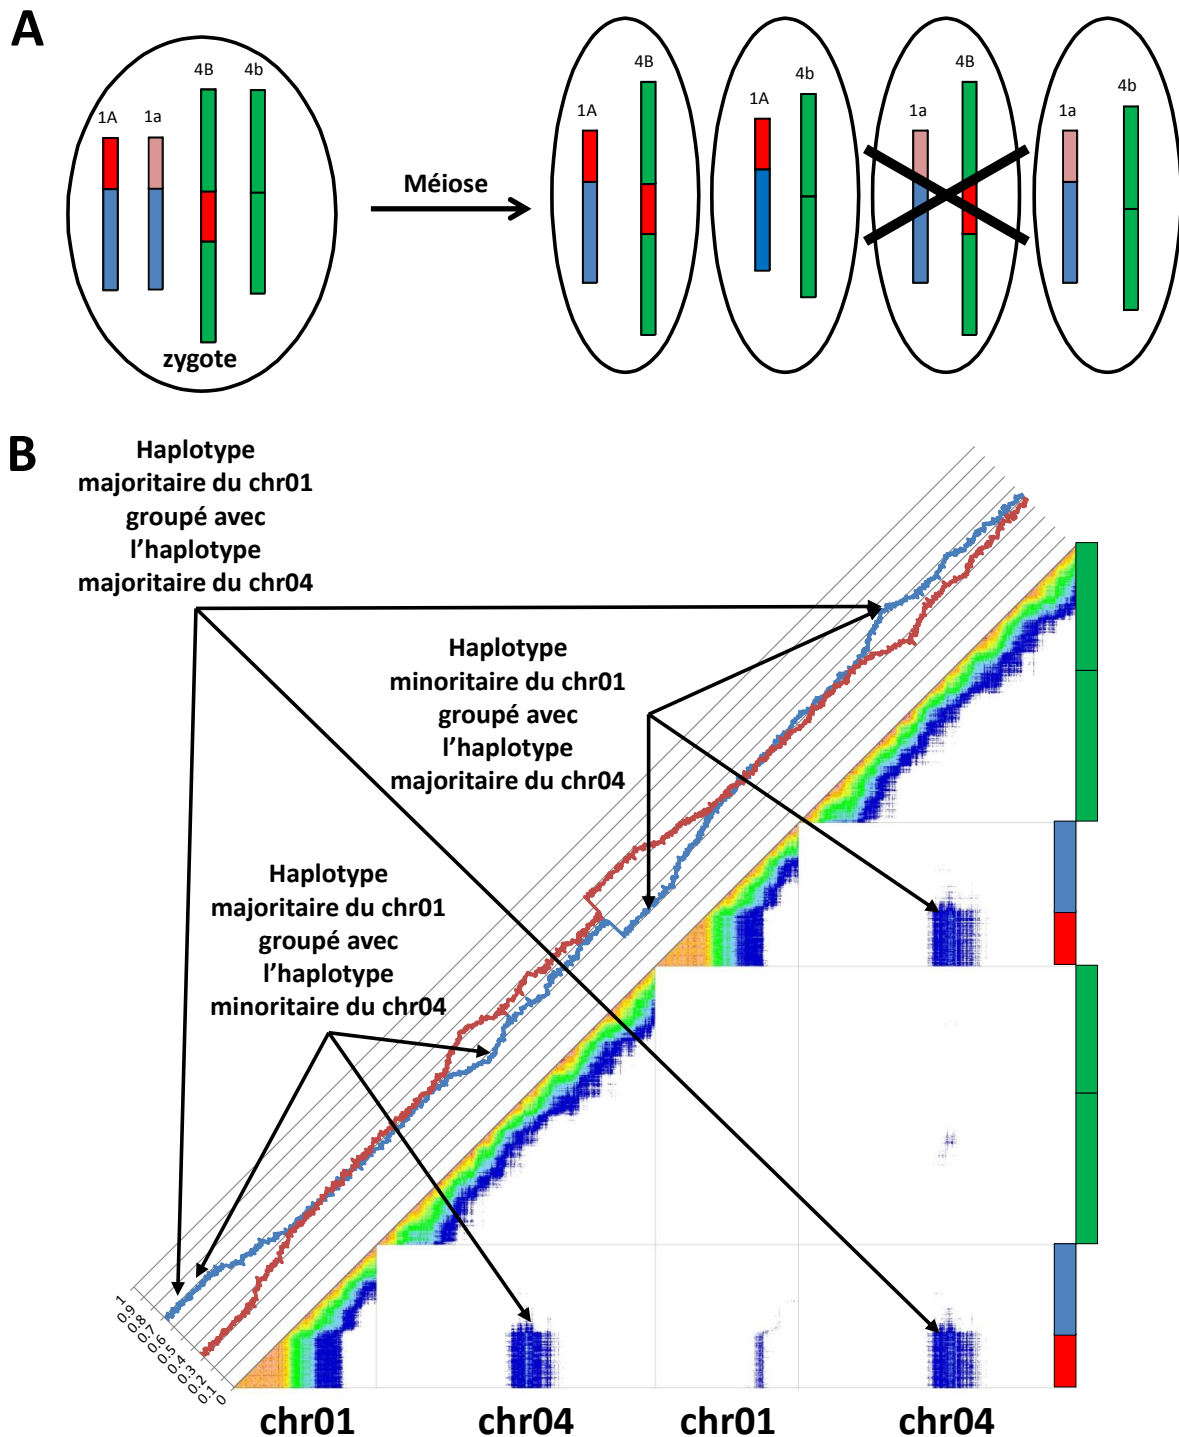 A
4B
4b
1A
1a
zygote
Méiose
4B
1A
1A
4b
4B
1a
4b
1a
B
Haplotype
majoritaire du chr01
groupé avec
l'haplotype
majoritaire du chr04
Haplotype
minoritaire du chr01
groupé avec
l'haplotype
majoritaire du chr04
Haplotype
majoritaire du chr01
groupé avec
l'haplotype
minoritaire du chr04
1
0.9
0.8
0.7
0.6
0.5
0.4
0.3
0.2
0.1
0
chr01
chr04
chr01
chr04